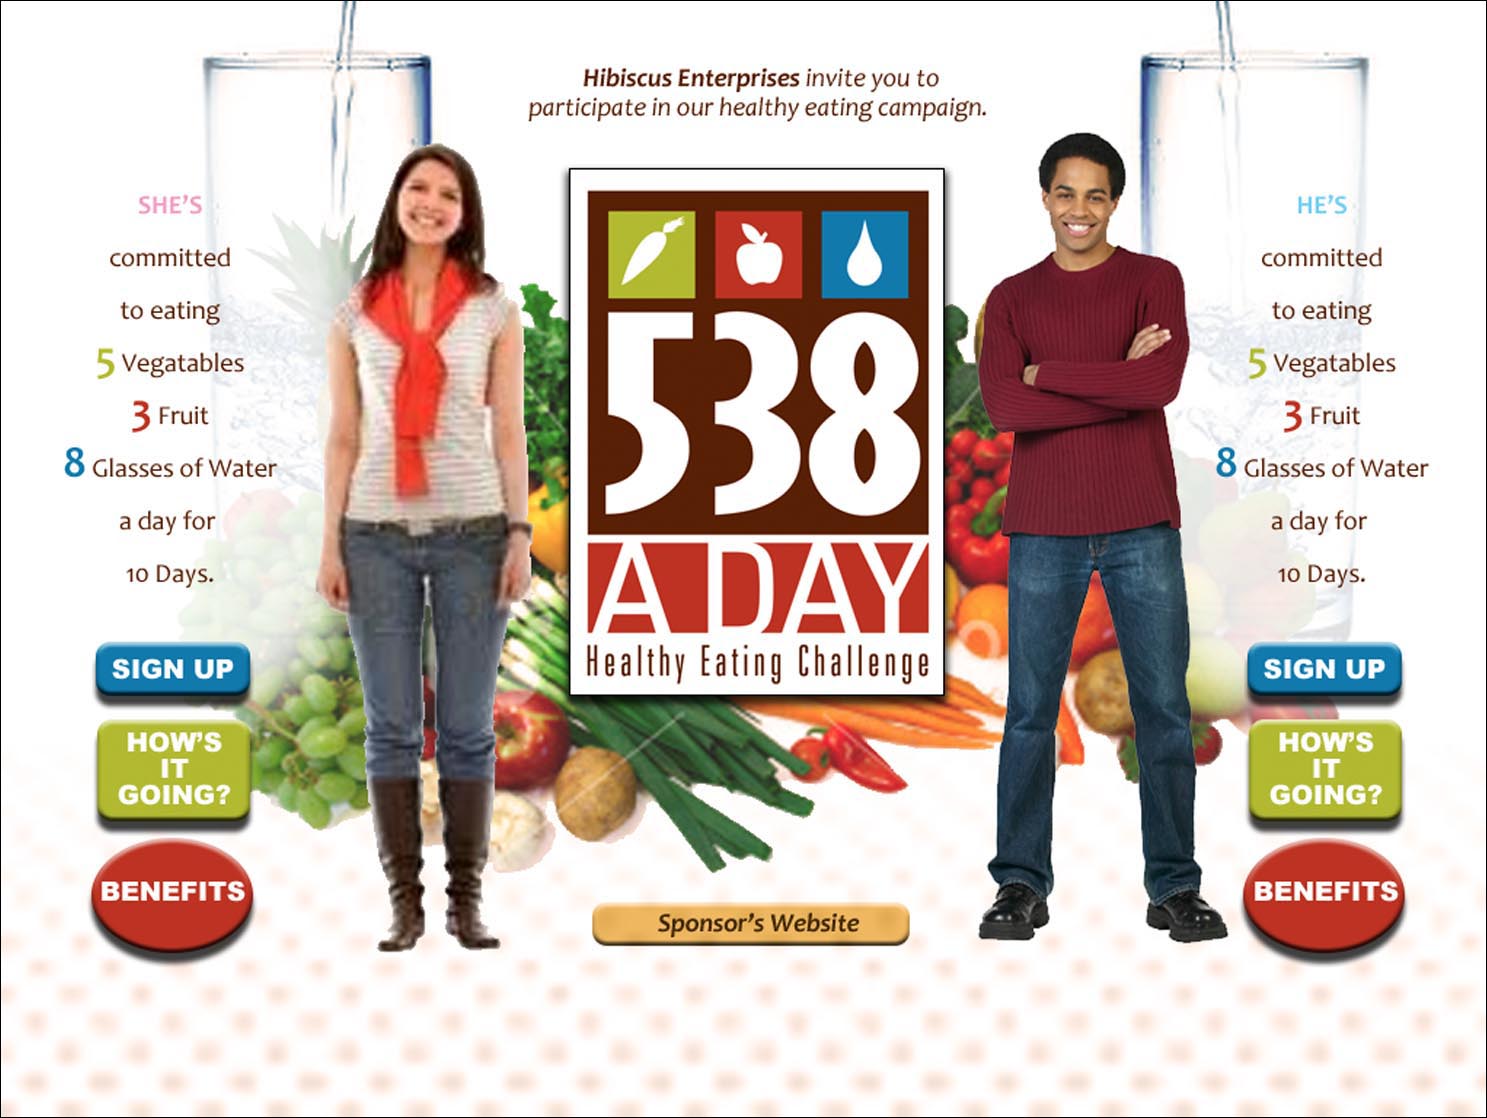 Hibiscus Enterprises invite you to
participate in our healthy eating campaign.
SHE'S
committed
to eating
5 Vegatables
3 Fruit
8 Glasses of Water
a day for
10 Days.
SIGN UP
HOW'S
IT
GOING?
BENEFITS
538
A DAY
Healthy Eating Challenge
Sponsor's Website
HE'S
committed
to eating
5 Vegatables
3 Fruit
8 Glasses of Water
a day for
10 Days.
SIGN UP
HOW'S
IT
GOING?
BENEFITS